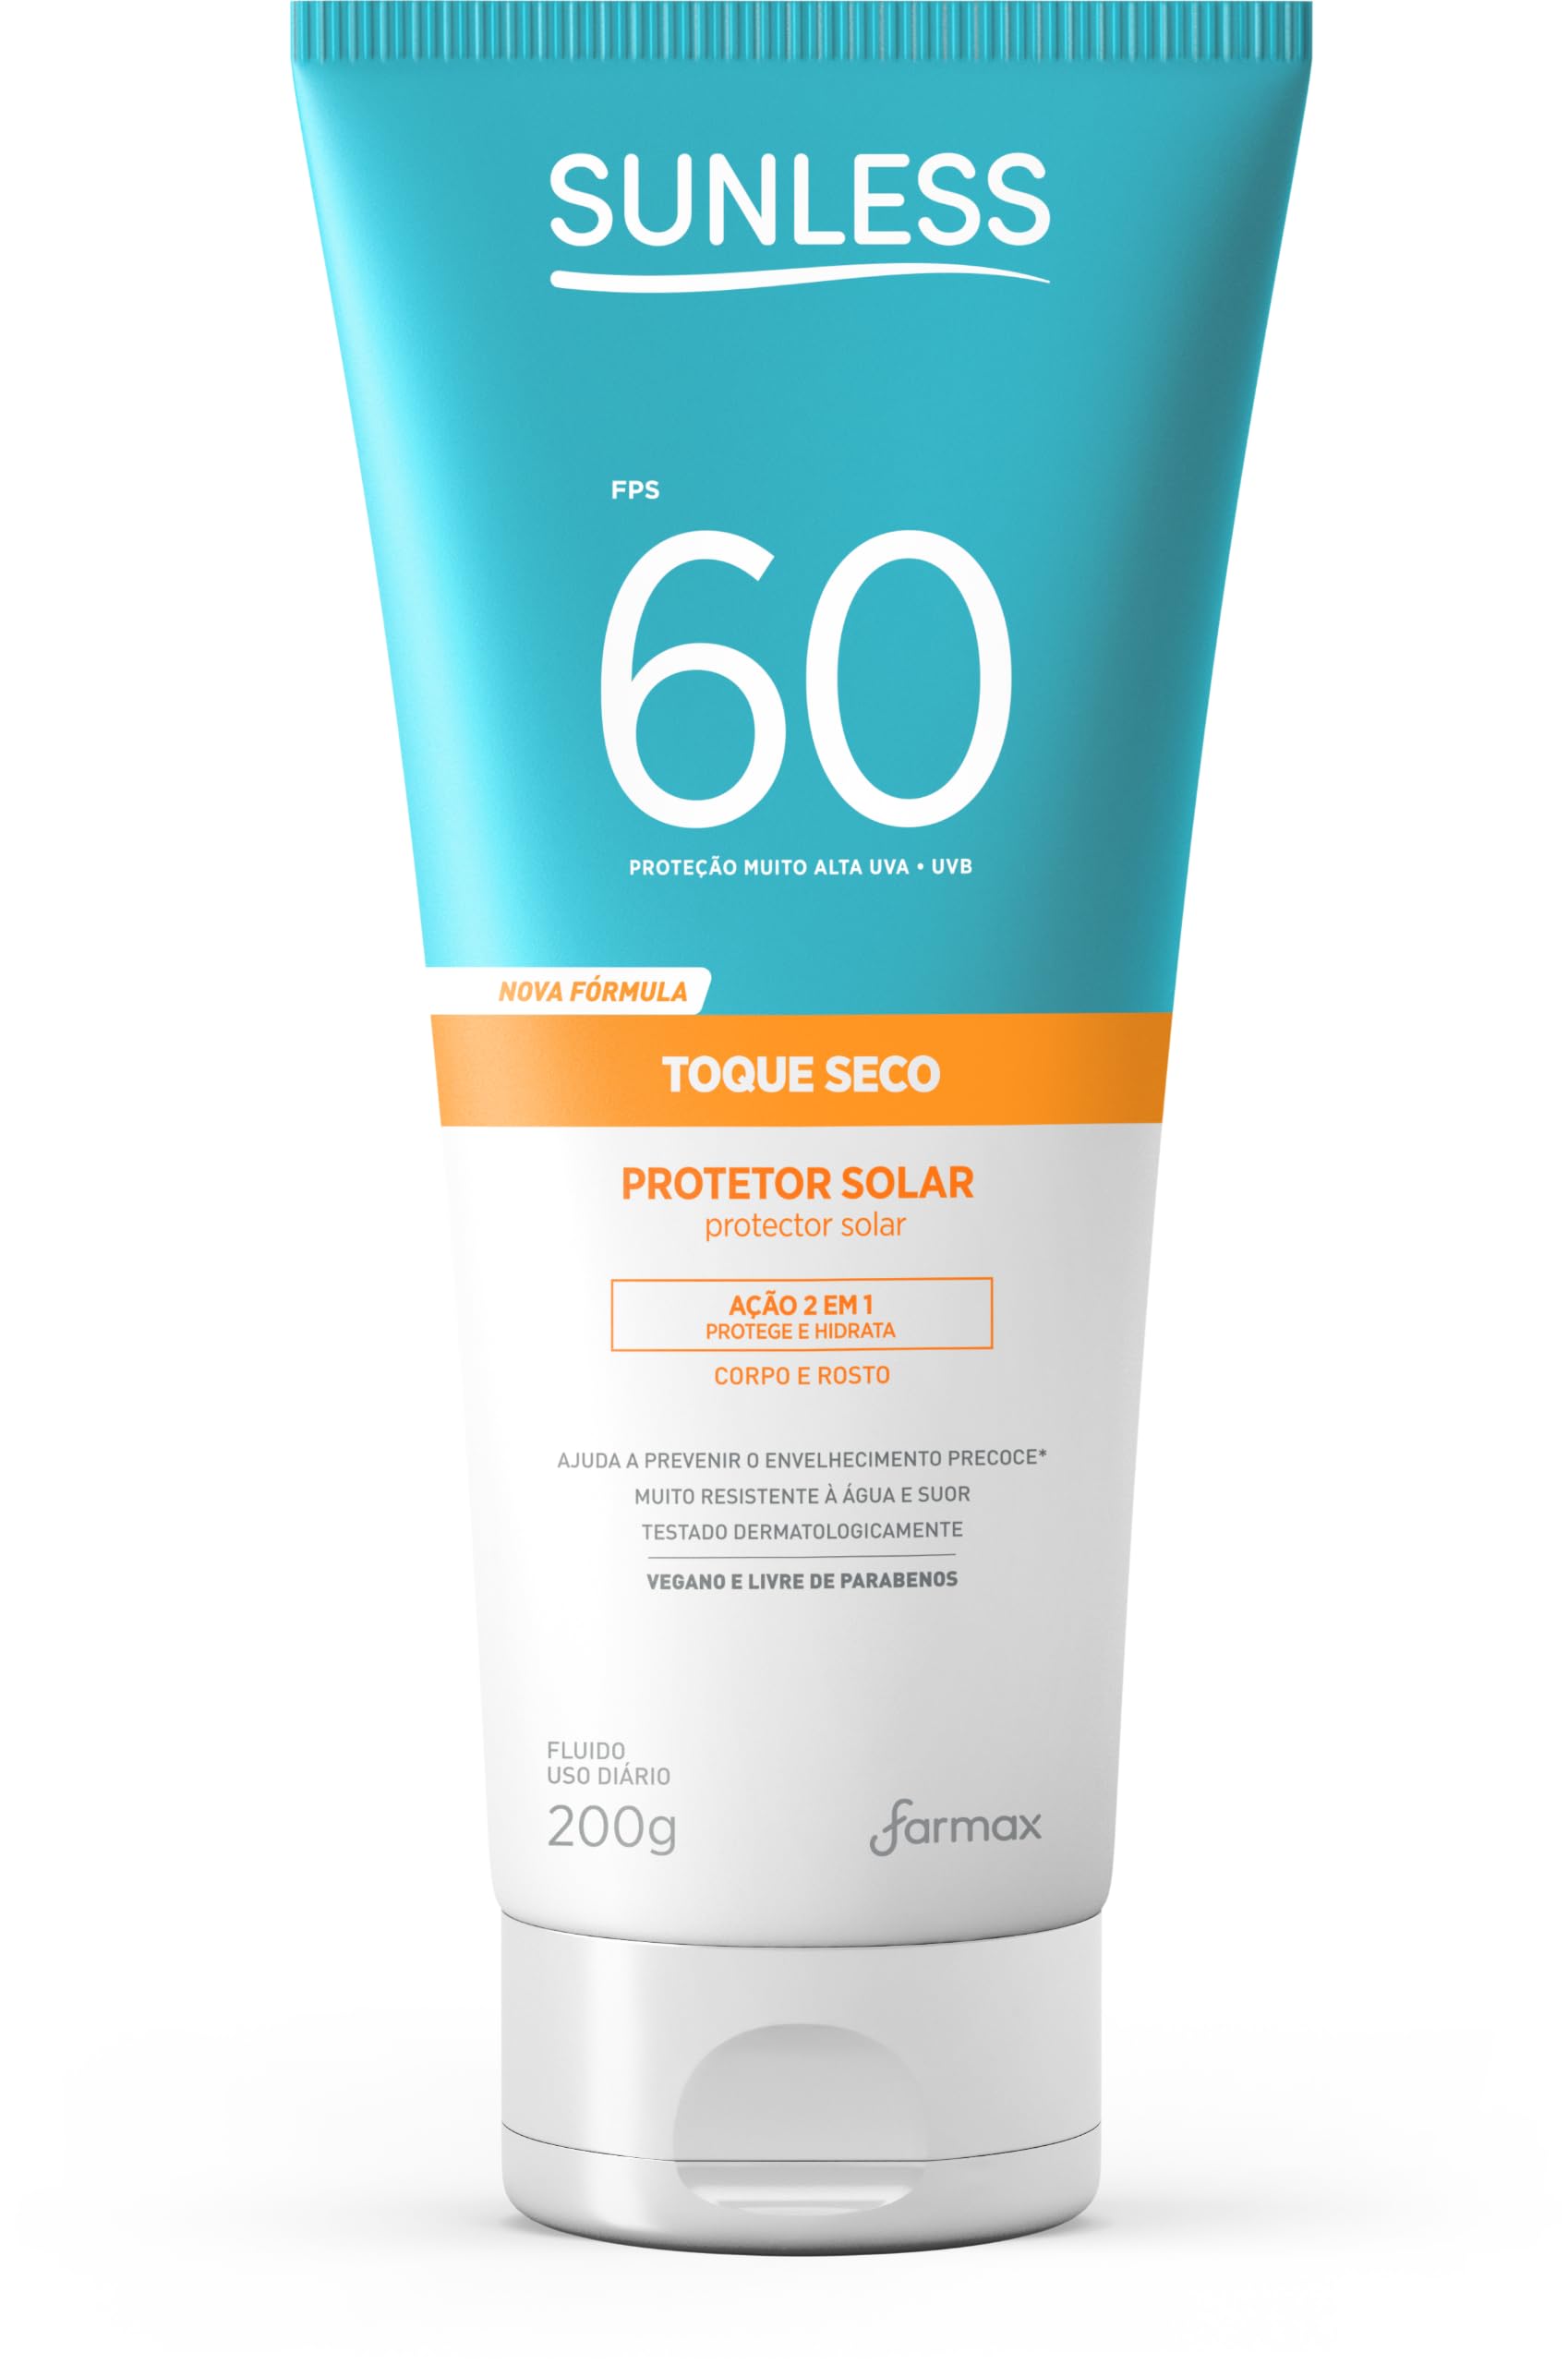 SUNLESS
FPS
60
PROTEÇÃO MUITO ALTA UVA • UVB
NOVA FÓRMULA
TOQUE SECO
PROTETOR SOLAR
protector solar
AÇÃO 2 EM 1
PROTEGE E HIDRATA
CORPO E ROSTO
AJUDA A PREVENIR O ENVELHECIMENTO PRECOCE*
MUITO RESISTENTE À ÁGUA E SUOR
TESTADO DERMATOLOGICAMENTE
VEGANO E LIVRE DE PARABENOS
FLUIDO
USO DIÁRIO
200g
farmax